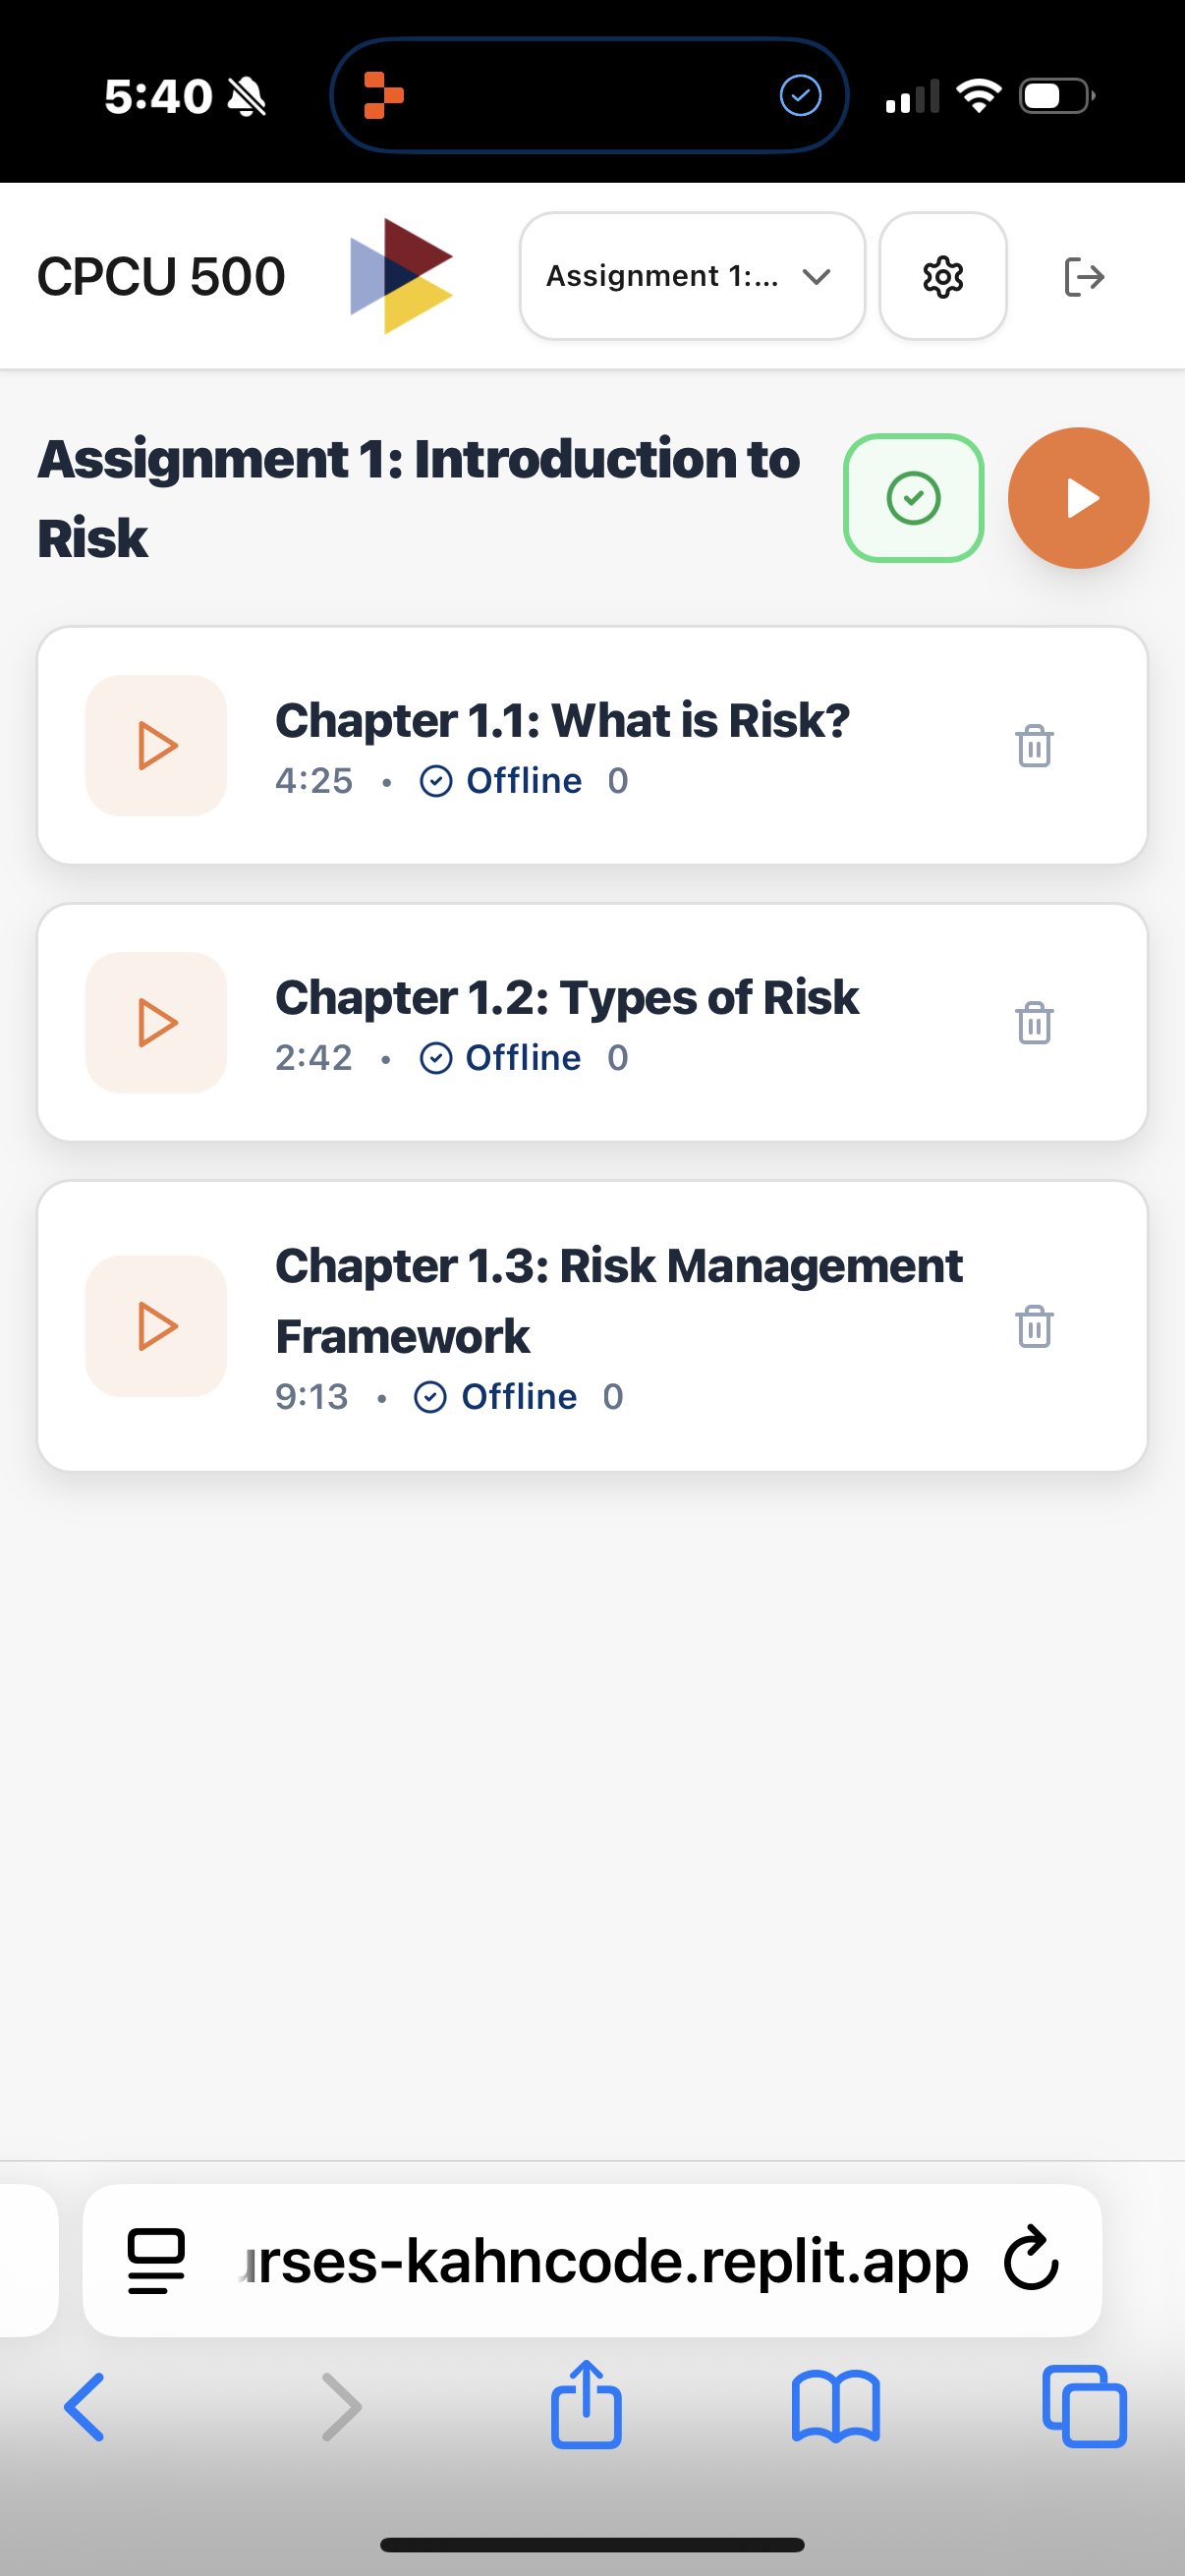 5:40
CPCU 500
Assignment 1:...
Assignment 1: Introduction to
Risk
Chapter 1.1: What is Risk?
4:25 • Offline 0
Chapter 1.2: Types of Risk
2:42 • Offline 0
Chapter 1.3: Risk Management
Framework
9:13 • Offline 0
urses-kahncode.replit.app